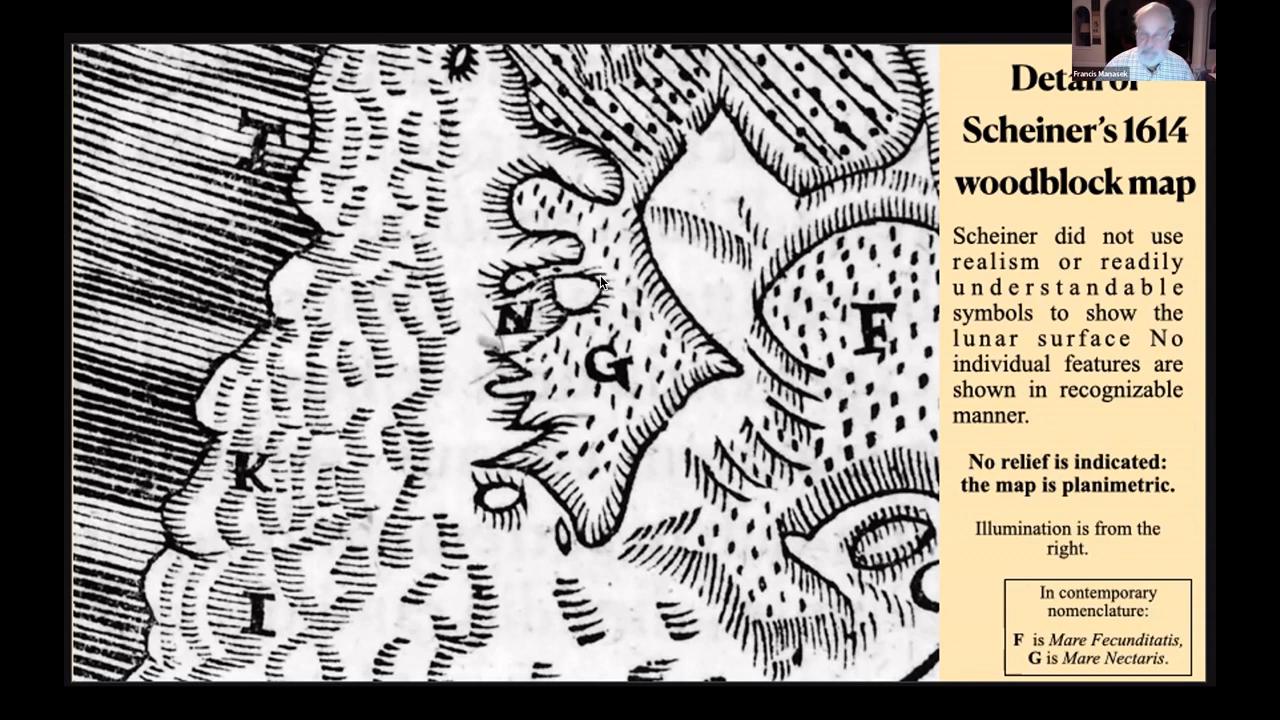 Francis Manasek
Detail of
Scheiner's 1614
woodblock map
Scheiner did not use
realism or readily
understandable
symbols to show the
lunar surface No
individual features are
shown in recognizable
manner.
No relief is indicated:
the map is planimetric.
Illumination is from the
right.
In contemporary
nomenclature:
F is Mare Fecunditatis,
G is Mare Nectaris.
T
N
F
G
K
I
C